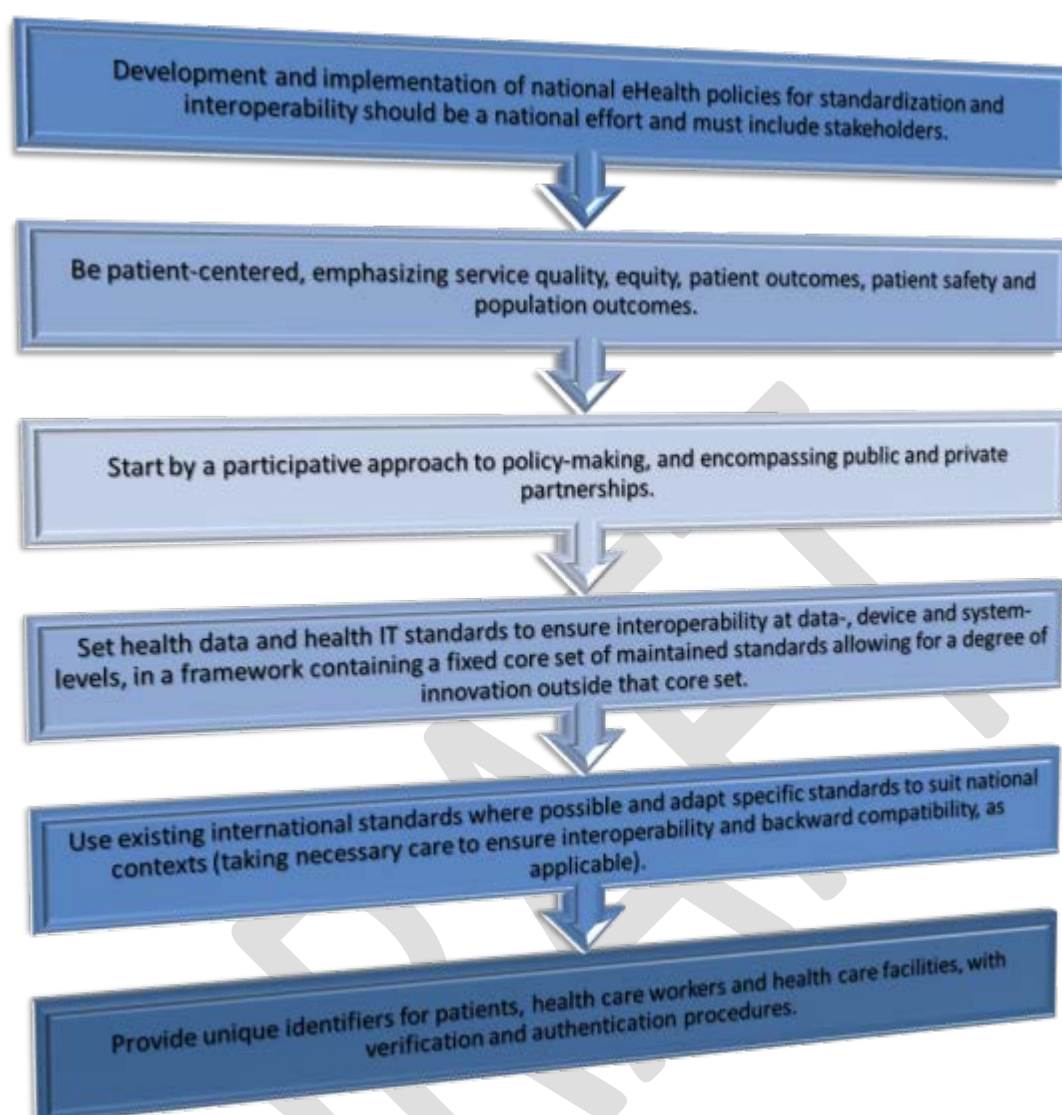 Development and implementation of national eHealth policies for standardization and
interoperability should be a national effort and must include stakeholders.
Be patient-centered, emphasizing service quality, equity, patient outcomes, patient safety and
population outcomes.
Start by a participative approach to policy-making, and encompassing public and private
partnerships.
Set health data and health IT standards to ensure interoperability at data-, device and system-
levels, in a framework containing a fixed core set of maintained standards allowing for a degree of
innovation outside that core set.
Use existing international standards where possible and adapt specific standards to suit national
contexts (taking necessary care to ensure interoperability and backward compatibility, as
applicable).
Provide unique identifiers for patients, health care workers and health care facilities, with
verification and authentication procedures.
DRAFT